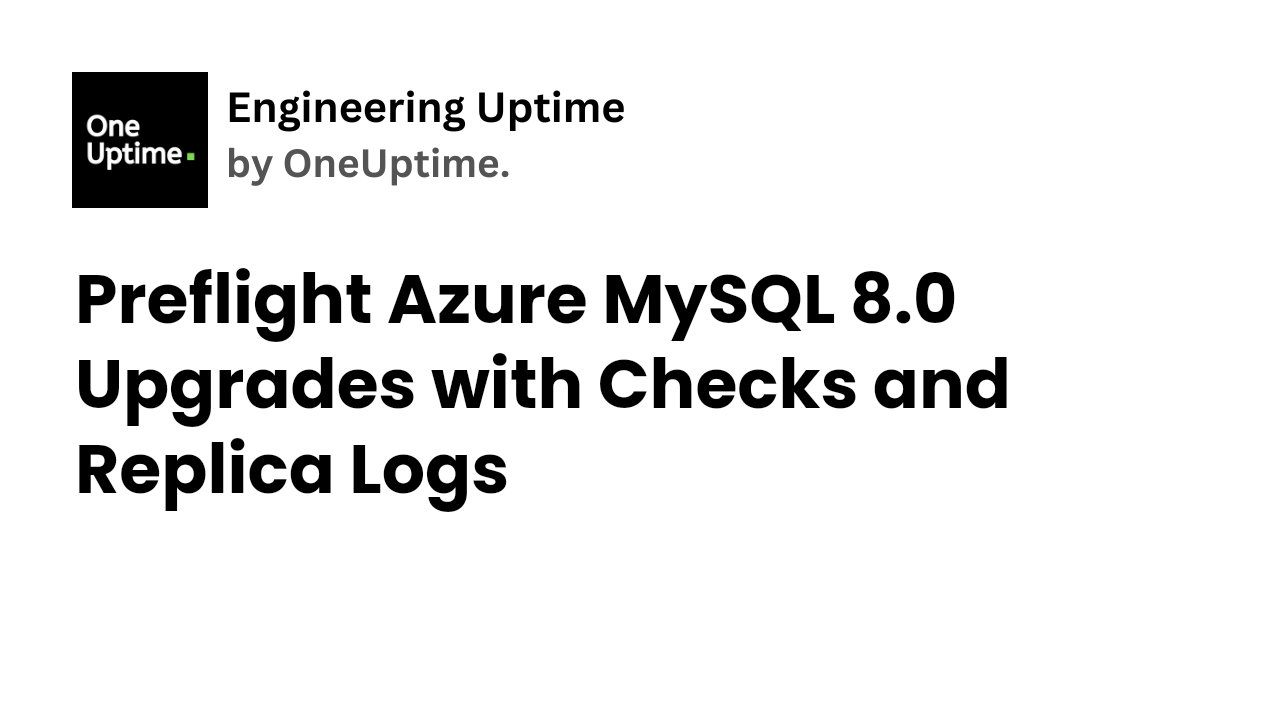 One
Uptime
Engineering Uptime
by OneUptime.
Preflight Azure MySQL 8.0
Upgrades with Checks and
Replica Logs